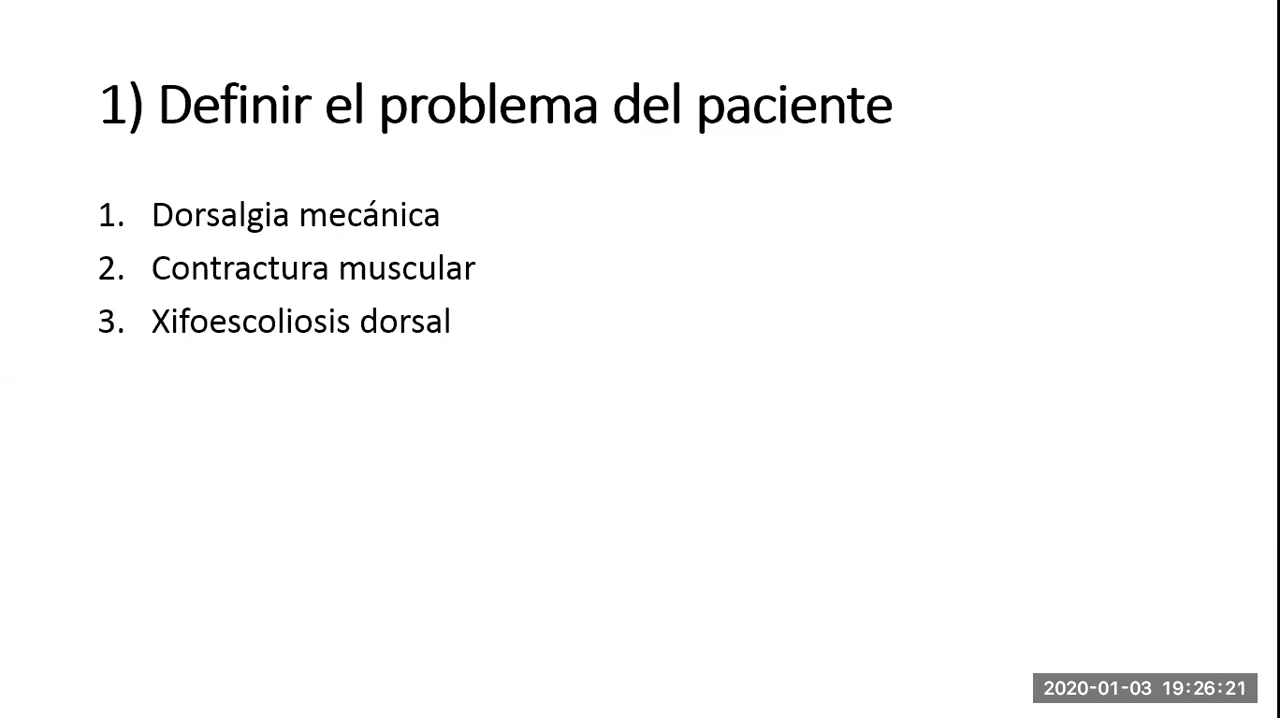 1) Definir el problema del paciente
1. Dorsalgia mecánica
2. Contractura muscular
3. Xifoescoliosis dorsal
2020-01-03 19:26:21